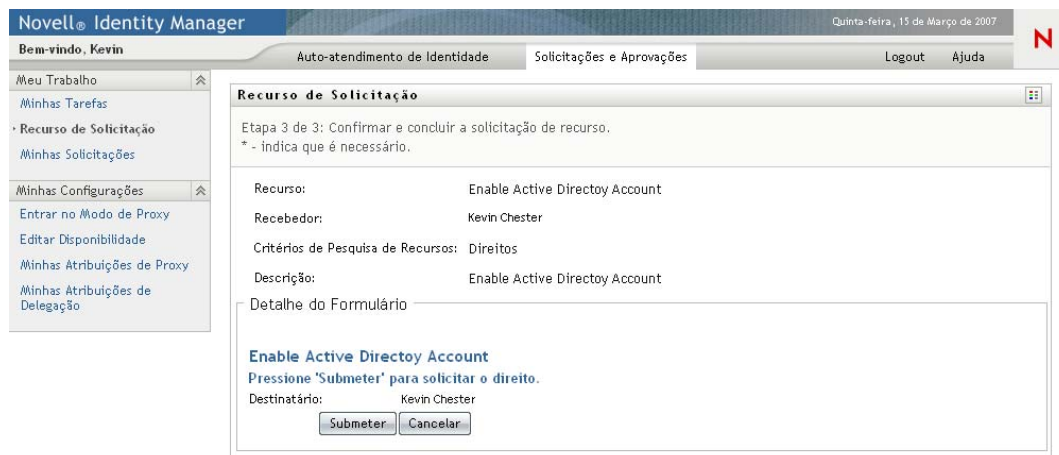 Novell® Identity Manager
Quinta-feira, 15 de Março de 2007
N
Bem-vindo, Kevin
Auto-atendimento de Identidade
Solicitações e Aprovações
Logout
Ajuda
Meu Trabalho
Minhas Tarefas
Recurso de Solicitação
Minhas Solicitações
Minhas Configurações
Entrar no Modo de Proxy
Editar Disponibilidade
Minhas Atribuições de Proxy
Minhas Atribuições de
Delegação
Recurso de Solicitação
Etapa 3 de 3: Confirmar e concluir a solicitação de recurso.
* - indica que é necessário.
Recurso: Enable Active Directoy Account
Recebedor: Kevin Chester
Critérios de Pesquisa de Recursos: Direitos
Descrição: Enable Active Directoy Account
Detalhe do Formulário
Enable Active Directoy Account
Pressione 'Submeter' para solicitar o direito.
Destinatário: Kevin Chester
Submeter Cancelar